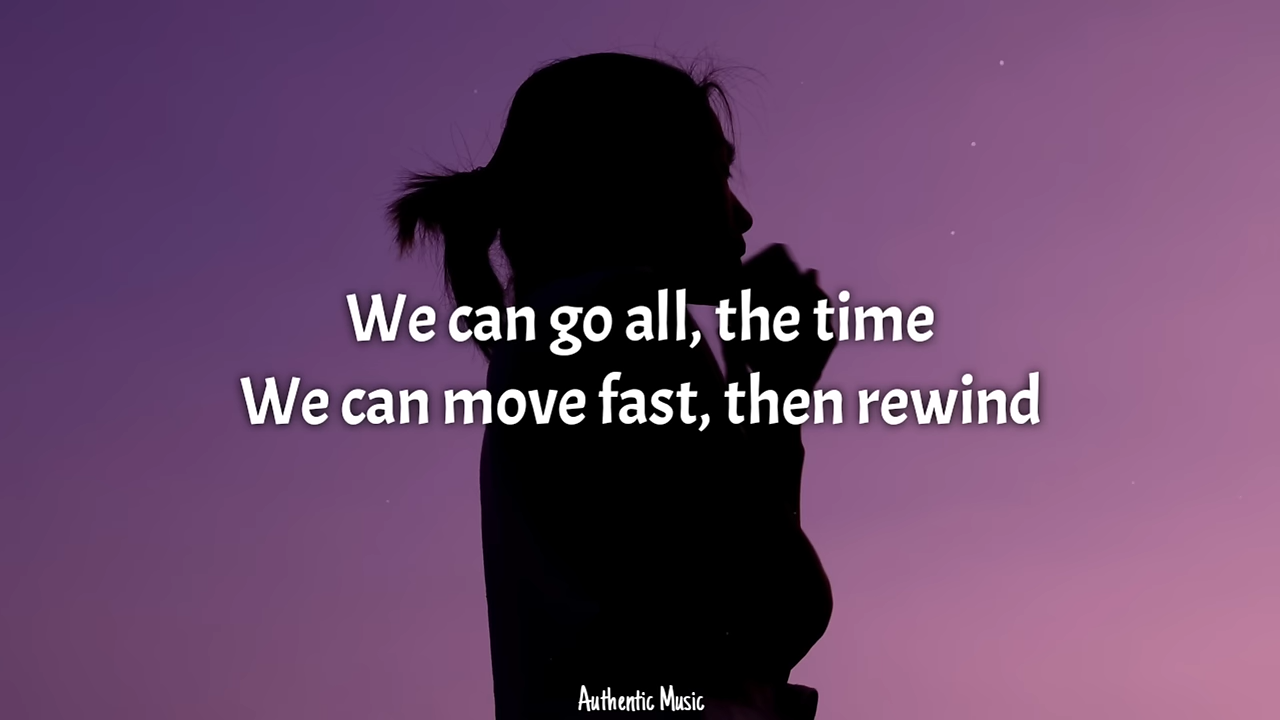 We can go all, the time
We can move fast, then rewind
Authentic Music